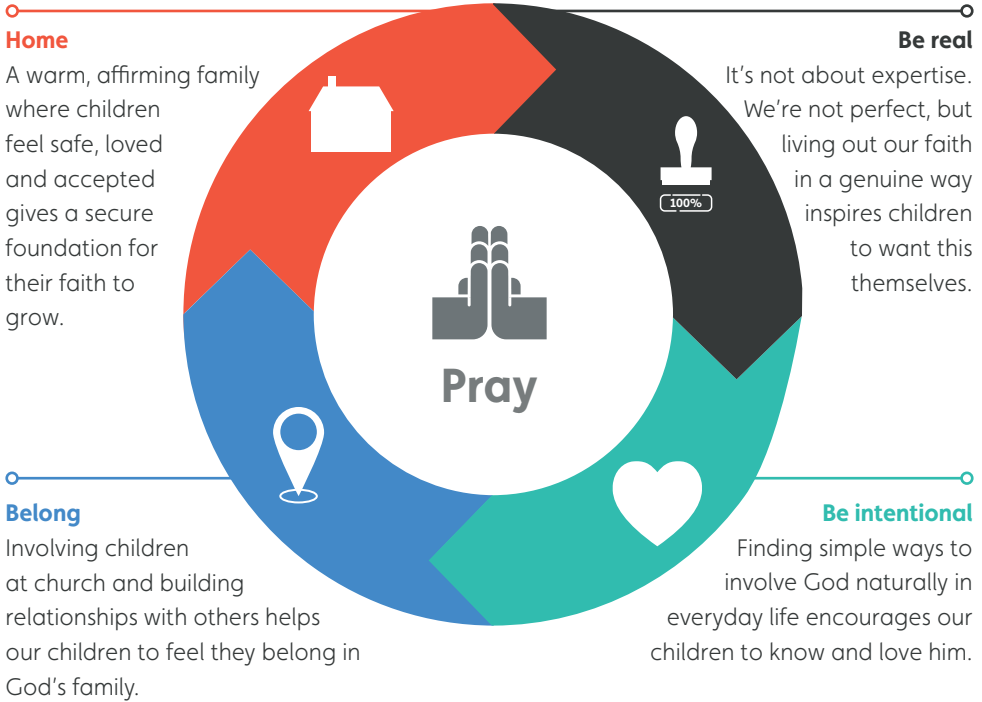 Home
A warm, affirming family
where children
feel safe, loved
and accepted
gives a secure
foundation for
their faith to
grow.
Be real
It's not about expertise.
We're not perfect, but
living out our faith
in a genuine way
inspires children
to want this
themselves.
100%
Pray
Belong
Involving children
at church and building
relationships with others helps
our children to feel they belong in
God's family.
Be intentional
Finding simple ways to
involve God naturally in
everyday life encourages our
children to know and love him.